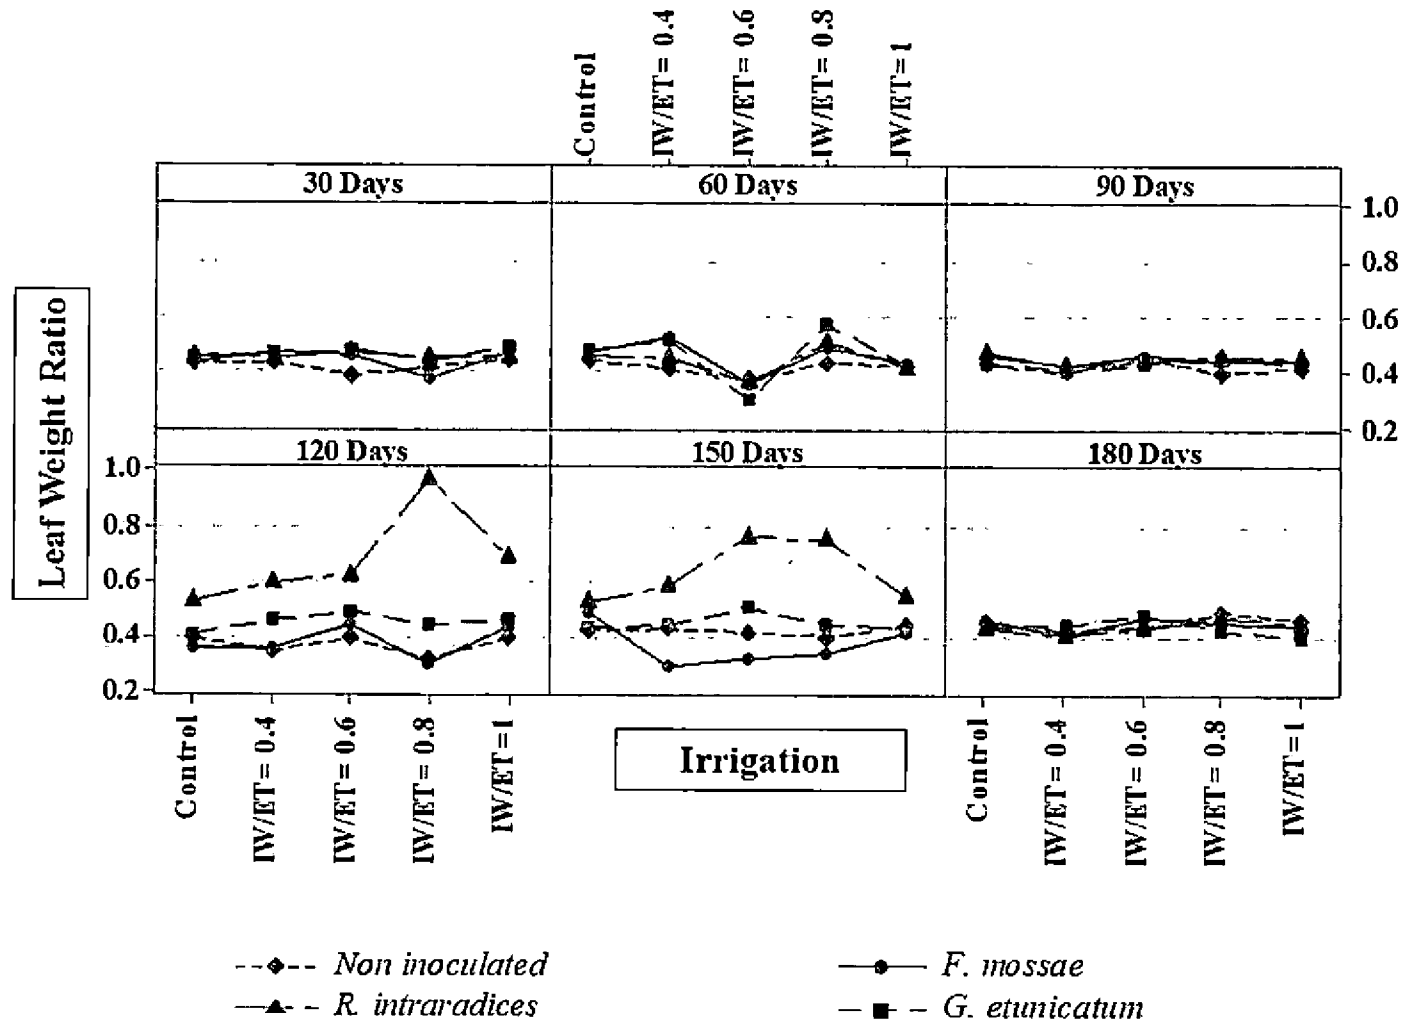 Control
IW/ET= 0.4
IW/ET= 0.6
IW/ET= 0.8
IW/ET=1
30 Days
60 Days
90 Days
1.0
0.8
0.6
0.4
0.2
Leaf Weight Ratio
120 Days
150 Days
180 Days
1.0
0.8
0.6
0.4
0.2
Control
IW/ET= 0.4
IW/ET= 0.6
IW/ET= 0.8
IW/ET=1
Irrigation
Control
IW/ET= 0.4
IW/ET= 0.6
IW/ET= 0.8
IW/ET=1
Non inoculated
F. mossae
R. intraradices
G. etunicatum